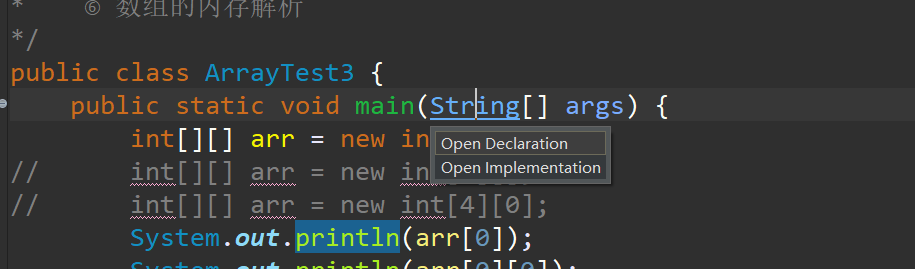 *    ⑥ 数组的内存解析
*/
public class ArrayTest3 {
    public static void main(String[] args) {
        int[][] arr = new in
Open Declaration
//      int[][] arr = new in
Open Implementation
//      int[][] arr = new int[4][0];
        System.out.println(arr[0]);
        System.out.println(arr[0][0]);